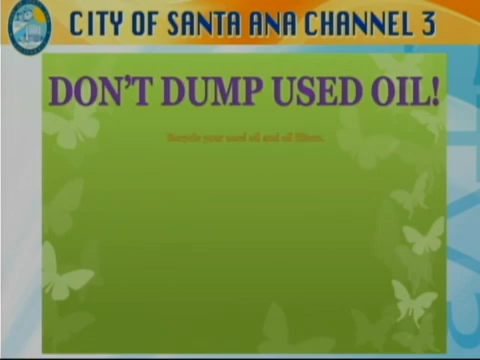 CITY OF SANTA ANA CHANNEL 3
DON'T DUMP USED OIL!
Recycle your used oil and oil filters.